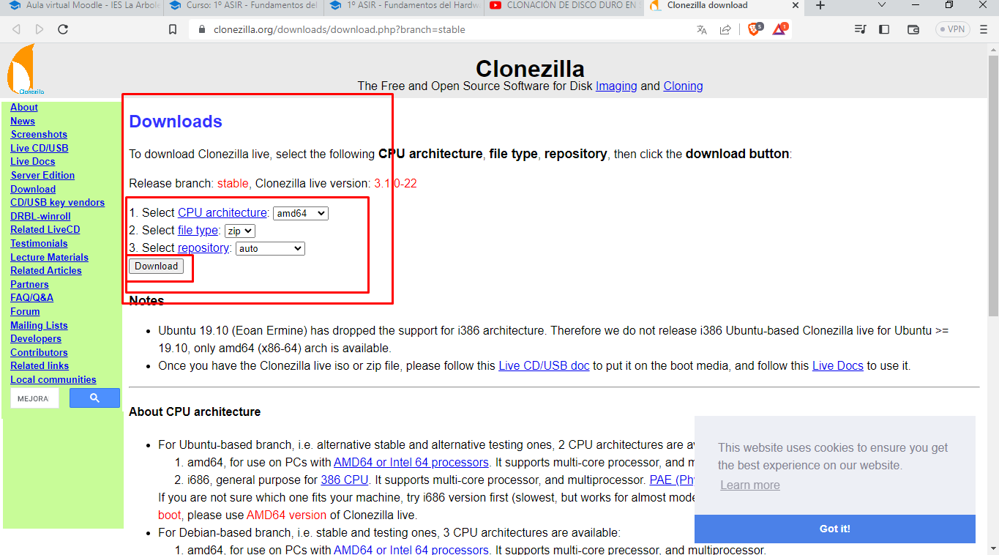 Aula virtual Moodle - IES La Arbole
Curso: 1º ASIR - Fundamentos del
1º ASIR - Fundamentos del Hardw
CLONACIÓN DE DISCO DURO EN
Clonezilla download
clonezilla.org/downloads/download.php?branch=stable
5
1
VPN
Clonezilla
Clonezilla
The Free and Open Source Software for Disk Imaging and Cloning
About
News
Screenshots
Live CD/USB
Live Docs
Server Edition
Download
CD/USB key vendors
DRBL-winroll
Related LiveCD
Testimonials
Lecture Materials
Related Articles
Partners
FAQ/Q&A
Forum
Mailing Lists
Developers
Contributors
Related links
Local communities
MEJORA
Downloads
To download Clonezilla live, select the following CPU architecture, file type, repository, then click the download button:
Release branch: stable, Clonezilla live version: 3.1.0-22
1. Select CPU architecture: amd64
2. Select file type: zip
3. Select repository: auto
Download
Notes
• Ubuntu 19.10 (Eoan Ermine) has dropped the support for i386 architecture. Therefore we do not release i386 Ubuntu-based Clonezilla live for Ubuntu >=
19.10, only amd64 (x86-64) arch is available.
• Once you have the Clonezilla live iso or zip file, please follow this Live CD/USB doc to put it on the boot media, and follow this Live Docs to use it.
About CPU architecture
• For Ubuntu-based branch, i.e. alternative stable and alternative testing ones, 2 CPU architectures are av
1. amd64, for use on PCs with AMD64 or Intel 64 processors. It supports multi-core processor, and m
2. i686, general purpose for 386 CPU. It supports multi-core processor, and multiprocessor. PAE (Phy
If you are not sure which one fits your machine, try i686 version first (slowest, but works for almost mode
boot, please use AMD64 version of Clonezilla live.
• For Debian-based branch, i.e. stable and testing ones, 3 CPU architectures are available:
1. amd64, for use on PCs with AMD64 or Intel 64 processors. It supports multi-core precessor, and multiprocessor.
This website uses cookies to ensure you get
the best experience on our website.
Learn more
Got it!